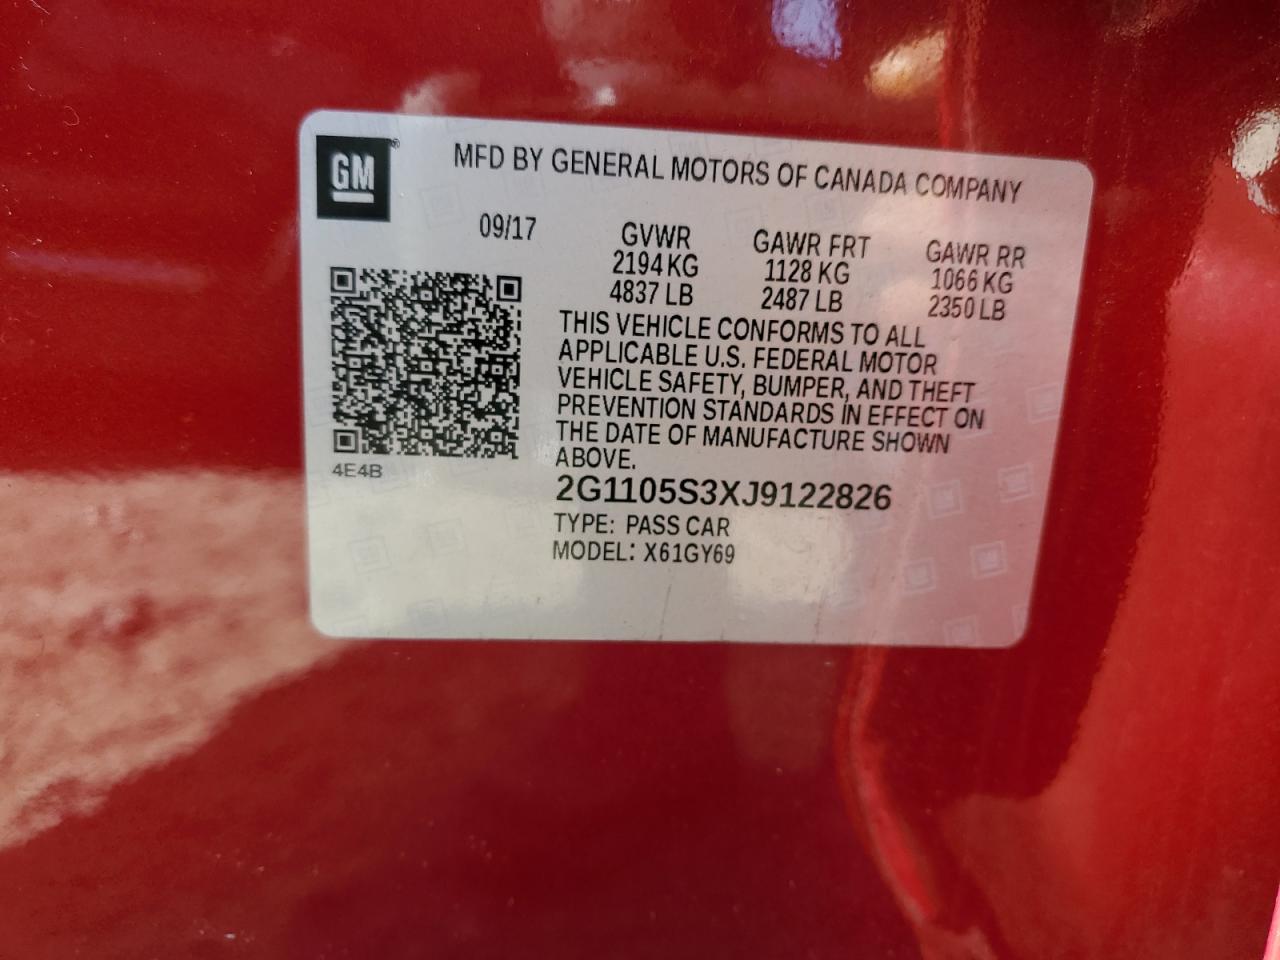 GM®
MFD BY GENERAL MOTORS OF CANADA COMPANY
09/17
GVWR GAWR FRT GAWR RR
2194 KG 1128 KG 1066 KG
4837 LB 2487 LB 2350 LB
THIS VEHICLE CONFORMS TO ALL
APPLICABLE U.S. FEDERAL MOTOR
VEHICLE SAFETY, BUMPER, AND THEFT
PREVENTION STANDARDS IN EFFECT ON
THE DATE OF MANUFACTURE SHOWN
ABOVE.
4E4B
2G1105S3XJ9122826
TYPE: PASS CAR
MODEL: X61GY69